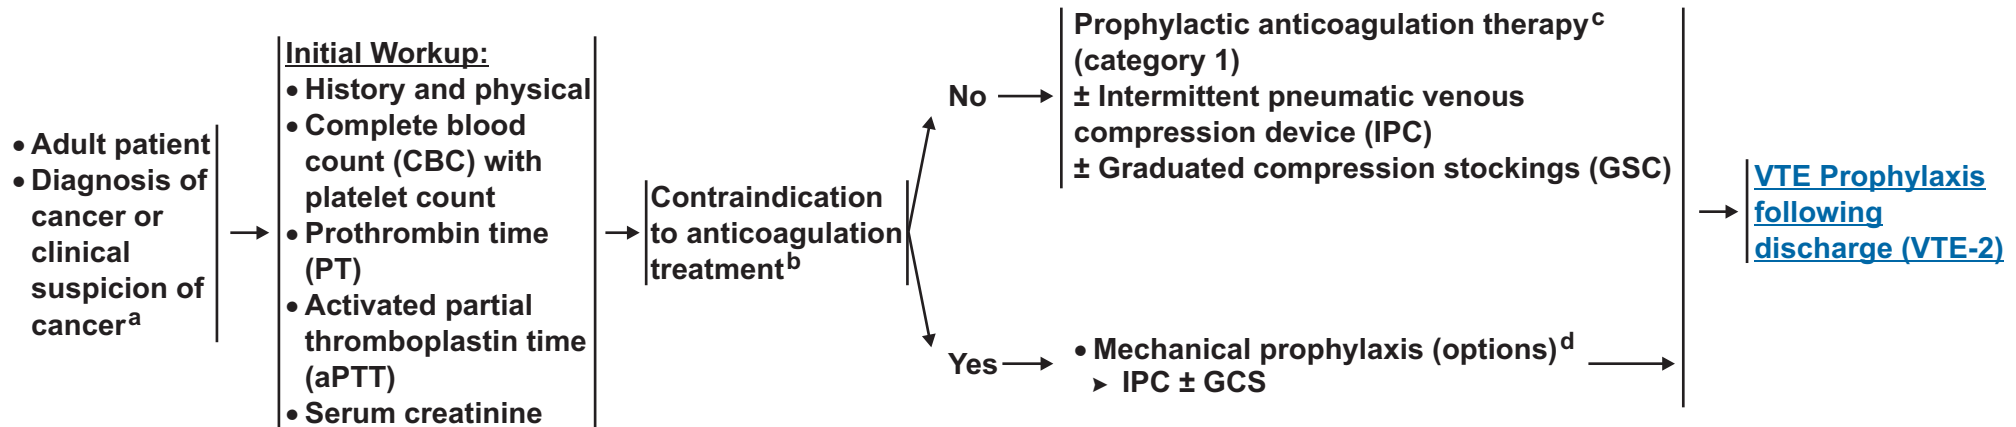 • Adult patient
• Diagnosis of
cancer or
clinical
suspicion of
cancerᵃ
Initial Workup:
• History and physical
• Complete blood
count (CBC) with
platelet count
• Prothrombin time
(PT)
• Activated partial
thromboplastin time
(aPTT)
• Serum creatinine
Contraindication
to anticoagulation
treatmentᵇ
No
Prophylactic anticoagulation therapyᶜ
(category 1)
± Intermittent pneumatic venous
compression device (IPC)
± Graduated compression stockings (GSC)
Yes
• Mechanical prophylaxis (options)ᵈ
➤ IPC ± GCS
VTE Prophylaxis
following
discharge (VTE-2)